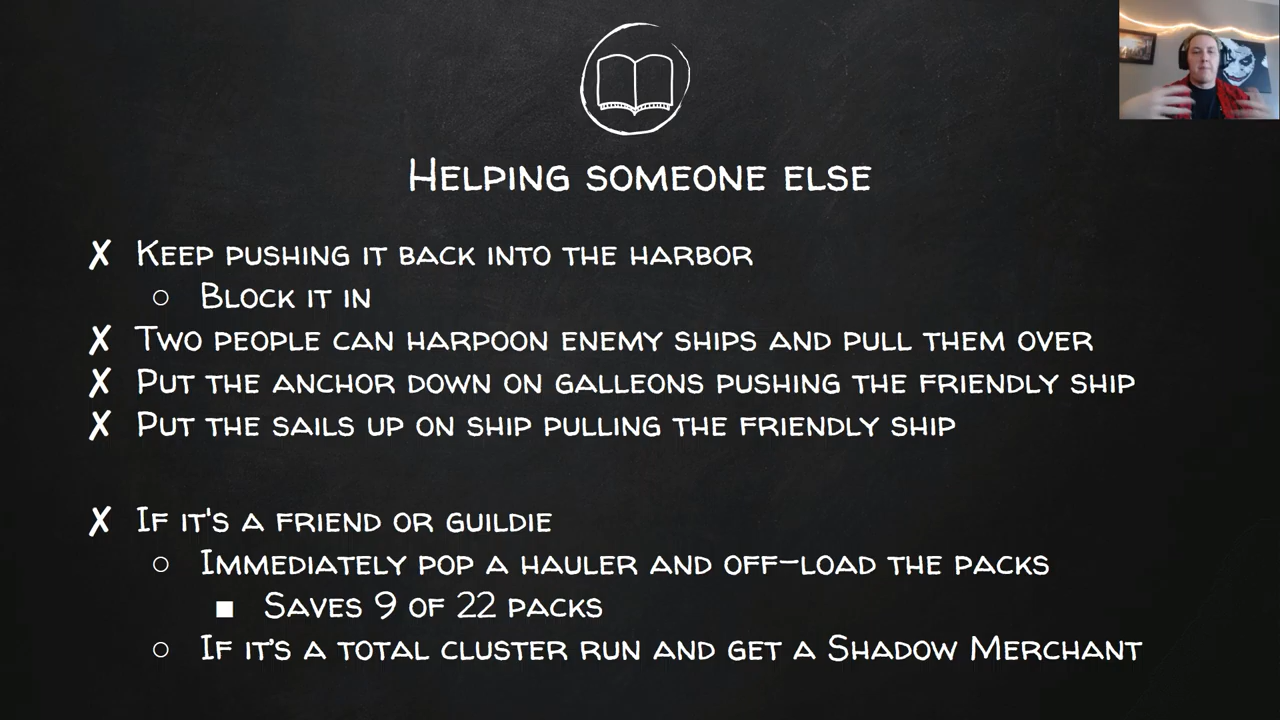 Helping someone else
✗ Keep pushing it back into the harbor
○ Block it in
✗ Two people can harpoon enemy ships and pull them over
✗ Put the anchor down on galleons pushing the friendly ship
✗ Put the sails up on ship pulling the friendly ship
✗ If it's a friend or guildie
○ Immediately pop a hauler and off-load the packs
■ Saves 9 of 22 packs
○ If it's a total cluster run and get a Shadow Merchant